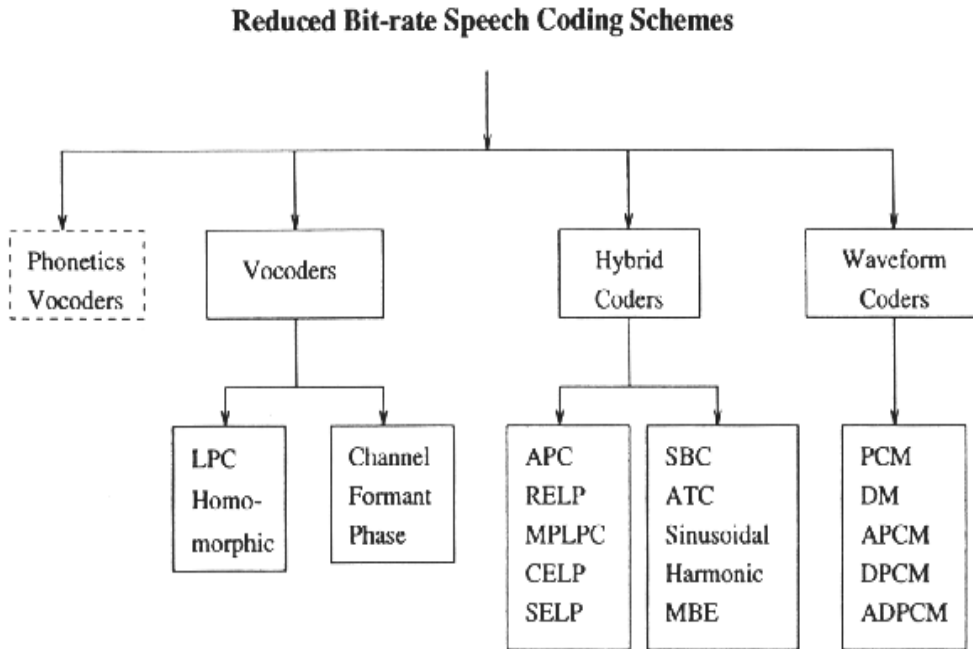 Reduced Bit-rate Speech Coding Schemes
Phonetics
Vocoders
Vocoders
Hybrid
Coders
Waveform
Coders
LPC
Homo-
morphic
Channel
Formant
Phase
APC
RELP
MPLPC
CELP
SELP
SBC
ATC
Sinusoidal
Harmonic
MBE
PCM
DM
APCM
DPCM
ADPCM